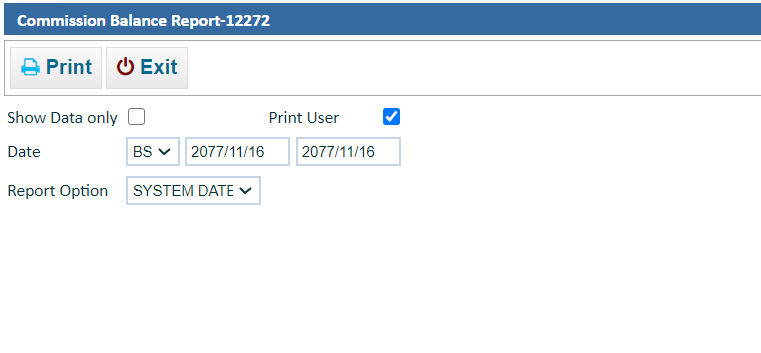 Commission Balance Report-12272
Print Exit
Show Data only Print User
Date BS 2077/11/16 2077/11/16
Report Option SYSTEM DATE